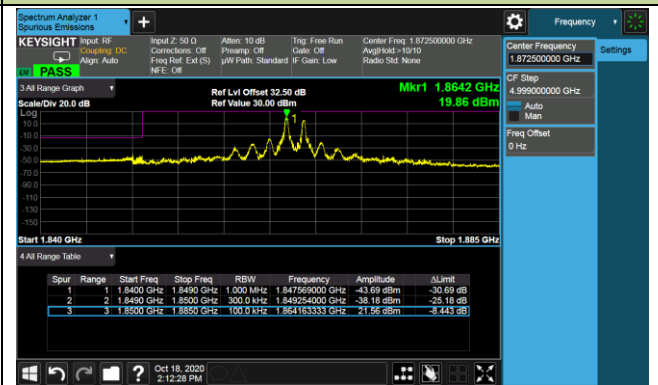 Spectrum Analyzer 1
Spurious Emissions
Frequency
KEYSIGHT Input: RF Input Z: 50 Ω Atten: 10 dB Trig: Free Run Center Freq: 1.872500000 GHz
Coupling: DC Corrections: Off Preamp: Off Gate: Off Avg|Hold:>10/10
Align: Auto Freq Ref: Ext (S) µW Path: Standard IF Gain: Low Radio Std: None
NFE: Off
PASS
Center Frequency
1.872500000 GHz
Settings
CF Step
4.999000000 GHz
Auto
Man
Freq Offset
0 Hz
3 All Range Graph
Ref Lvl Offset 32.50 dB
Mkr1 1.8642 GHz
Scale/Div 20.0 dB
Ref Value 30.00 dBm
19.86 dBm
Log
10.0
-10.0
-30.0
-50.0
-70.0
-90.0
-110
-130
-150
1
Start 1.840 GHz
Stop 1.885 GHz
4 All Range Table
Spur Range Start Freq Stop Freq RBW Frequency Amplitude ΔLimit
1 1 1.8400 GHz 1.8490 GHz 1.000 MHz 1.847569000 GHz -43.69 dBm -30.69 dB
2 2 1.8490 GHz 1.8500 GHz 300.0 kHz 1.849254000 GHz -38.18 dBm -25.18 dB
3 3 1.8500 GHz 1.8850 GHz 100.0 kHz 1.864163333 GHz 21.56 dBm -8.443 dB
Oct 18, 2020
2:12:28 PM